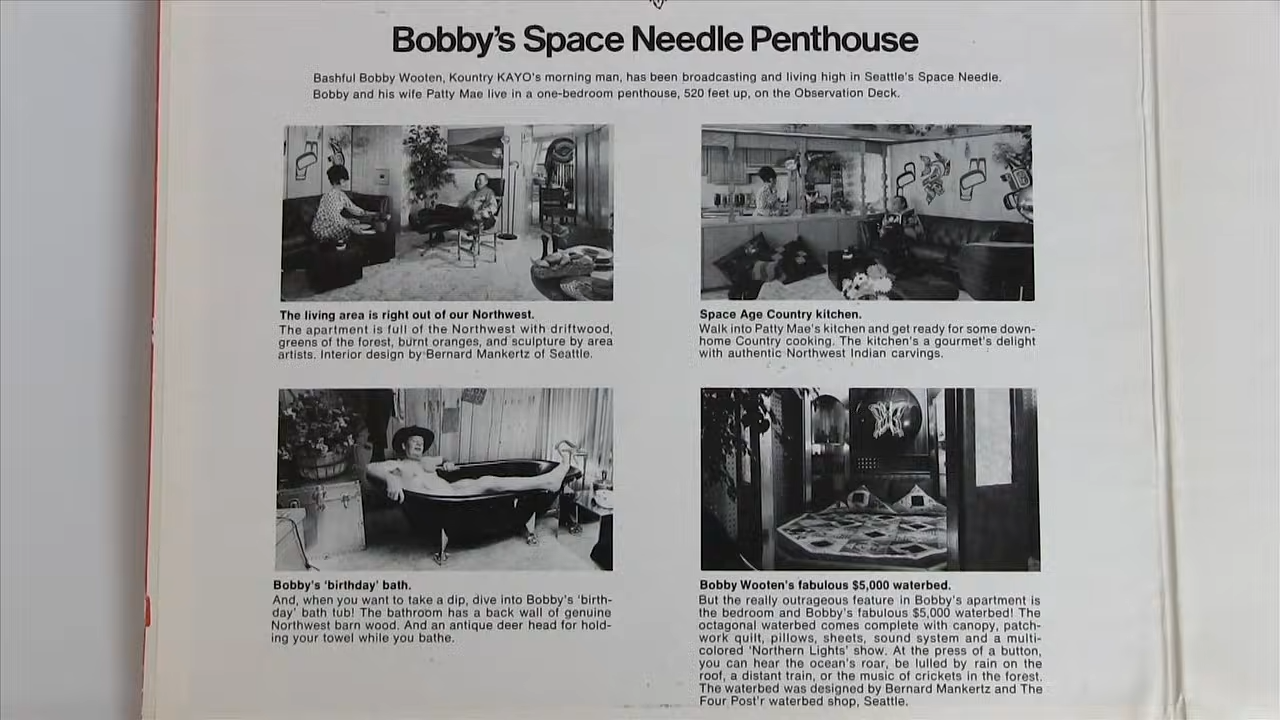 Bobby's Space Needle Penthouse
Bashful Bobby Wooten, Kountry KAYO's morning man, has been broadcasting and living high in Seattle's Space Needle.
Bobby and his wife Patty Mae live in a one-bedroom penthouse, 520 feet up, on the Observation Deck.
The living area is right out of our Northwest.
The apartment is full of the Northwest with driftwood,
greens of the forest, burnt oranges, and sculpture by area
artists. Interior design by Bernard Mankertz of Seattle.
Space Age Country kitchen.
Walk into Patty Mae's kitchen and get ready for some down-
home Country cooking. The kitchen's a gourmet's delight
with authentic Northwest Indian carvings.
Bobby's 'birthday' bath.
And, when you want to take a dip, dive into Bobby's 'birth-
day' bath tub! The bathroom has a back wall of genuine
Northwest barn wood. And an antique deer head for hold-
ing your towel while you bathe.
Bobby Wooten's fabulous $5,000 waterbed.
But the really outrageous feature in Bobby's apartment is
the bedroom and Bobby's fabulous $5,000 waterbed! The
octagonal waterbed comes complete with canopy, patch-
work quilt, pillows, sheets, sound system and a multi-
colored 'Northern Lights' show. At the press of a button,
you can hear the ocean's roar, be lulled by rain on the
roof, a distant train, or the music of crickets in the forest.
The waterbed was designed by Bernard Mankertz and The
Four Post'r waterbed shop, Seattle.